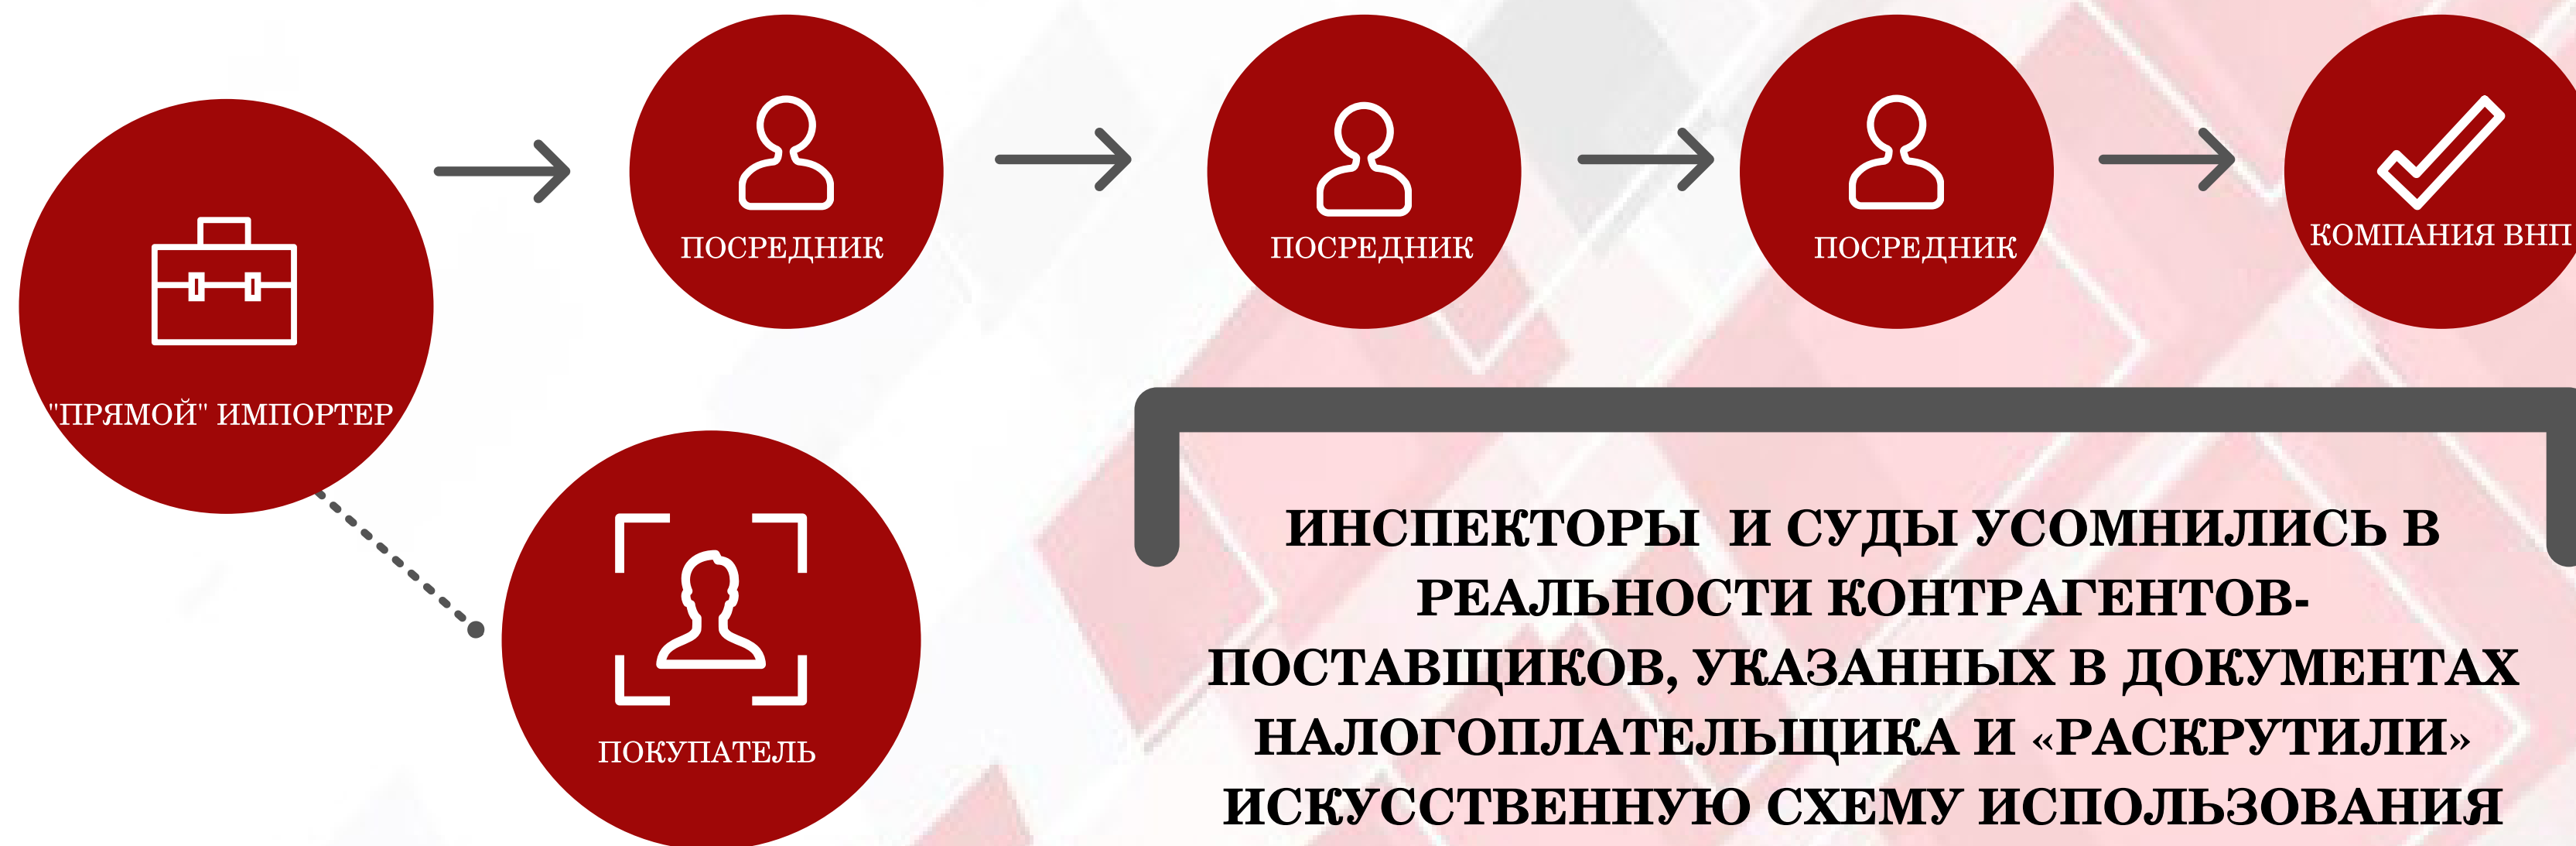 ПОСРЕДНИК
ПОСРЕДНИК
ПОСРЕДНИК
КОМПАНИЯ ВНП
"ПРЯМОЙ" ИМПОРТЕР
ПОКУПАТЕЛЬ
ИНСПЕКТОРЫ И СУДЫ УСОМНИЛИСЬ В
РЕАЛЬНОСТИ КОНТРАГЕНТОВ-
ПОСТАВЩИКОВ, УКАЗАННЫХ В ДОКУМЕНТАХ
НАЛОГОПЛАТЕЛЬЩИКА И «РАСКРУТИЛИ»
ИСКУССТВЕННУЮ СХЕМУ ИСПОЛЬЗОВАНИЯ